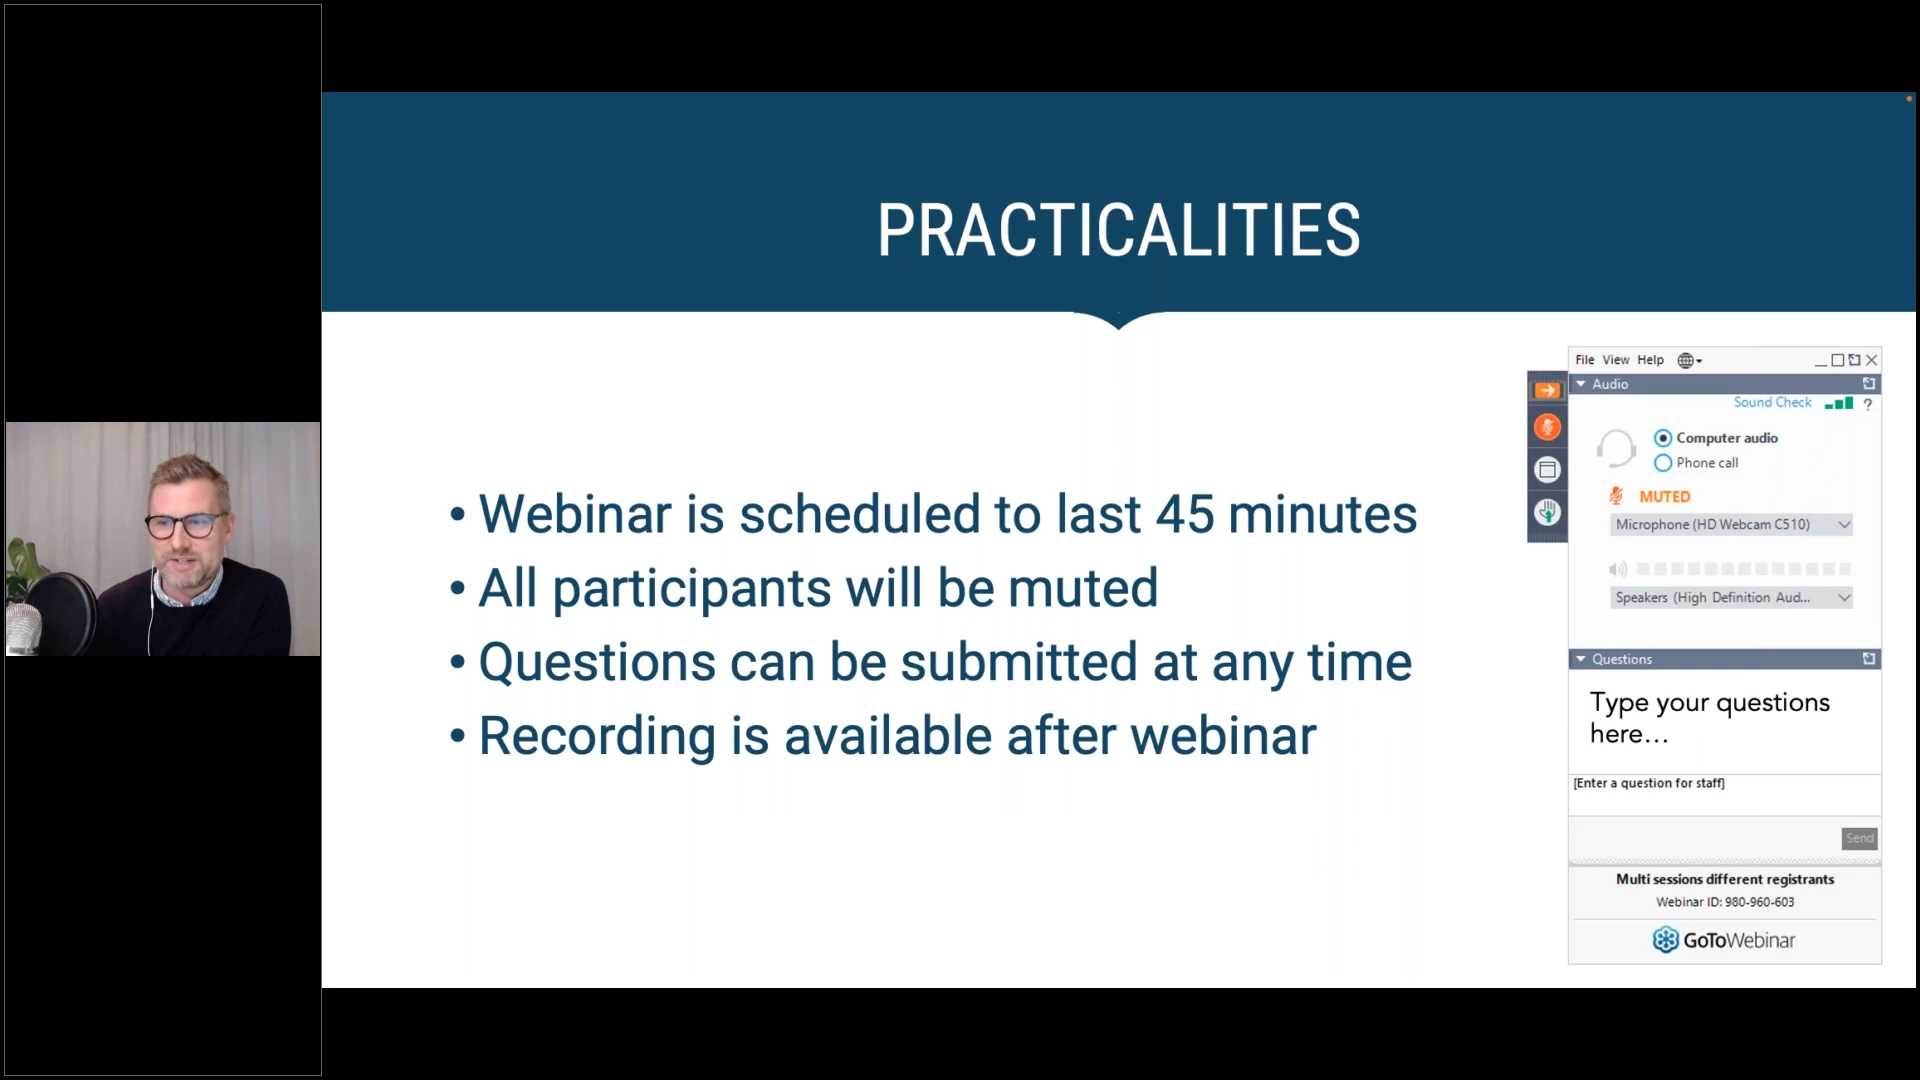 PRACTICALITIES
• Webinar is scheduled to last 45 minutes
• All participants will be muted
• Questions can be submitted at any time
• Recording is available after webinar
File View Help
Audio
Sound Check ?
Computer audio
Phone call
MUTED
Microphone (HD Webcam C510)
Speakers (High Definition Aud...
Questions
Type your questions
here...
[Enter a question for staff]
Send
Multi sessions different registrants
Webinar ID: 980-960-603
GoToWebinar